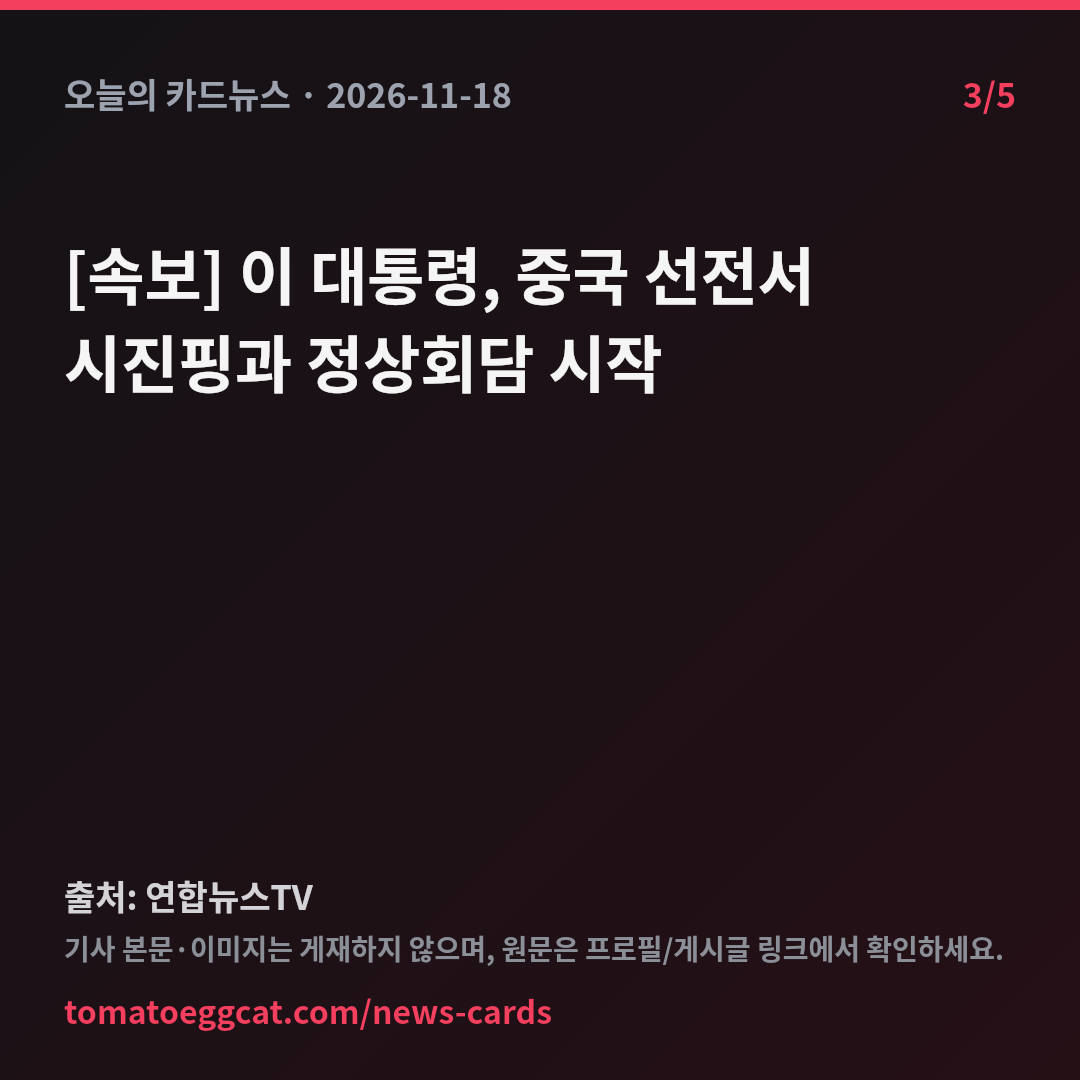 오늘의 카드뉴스 · 2026-11-18
3/5
[속보] 이 대통령, 중국 선전서
시진핑과 정상회담 시작
출처: 연합뉴스TV
기사 본문·이미지는 게재하지 않으며, 원문은 프로필/게시글 링크에서 확인하세요.
tomatoeggcat.com/news-cards